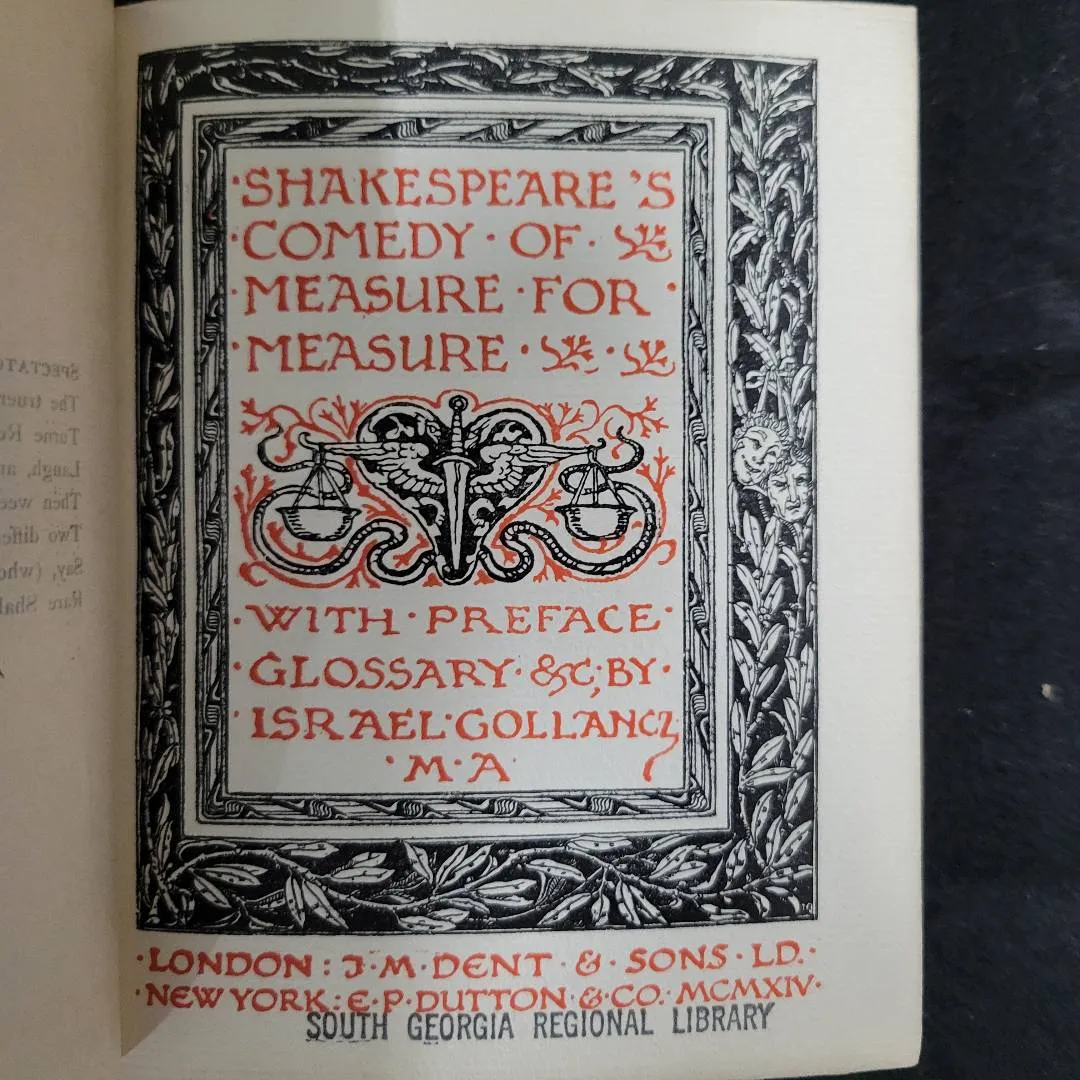 ·SHAKESPEARE'S
·COMEDY·OF·
·MEASURE·FOR·
·MEASURE·
·WITH·PREFACE·
·GLOSSARY·&C;BY·
·ISRAEL·GOLLANCZ
·M·A·
·LONDON:J·M·DENT·&·SONS·LD.·
·NEW YORK:E·P·DUTTON·&·CO.·MCMXIV·
SOUTH GEORGIA REGIONAL LIBRARY